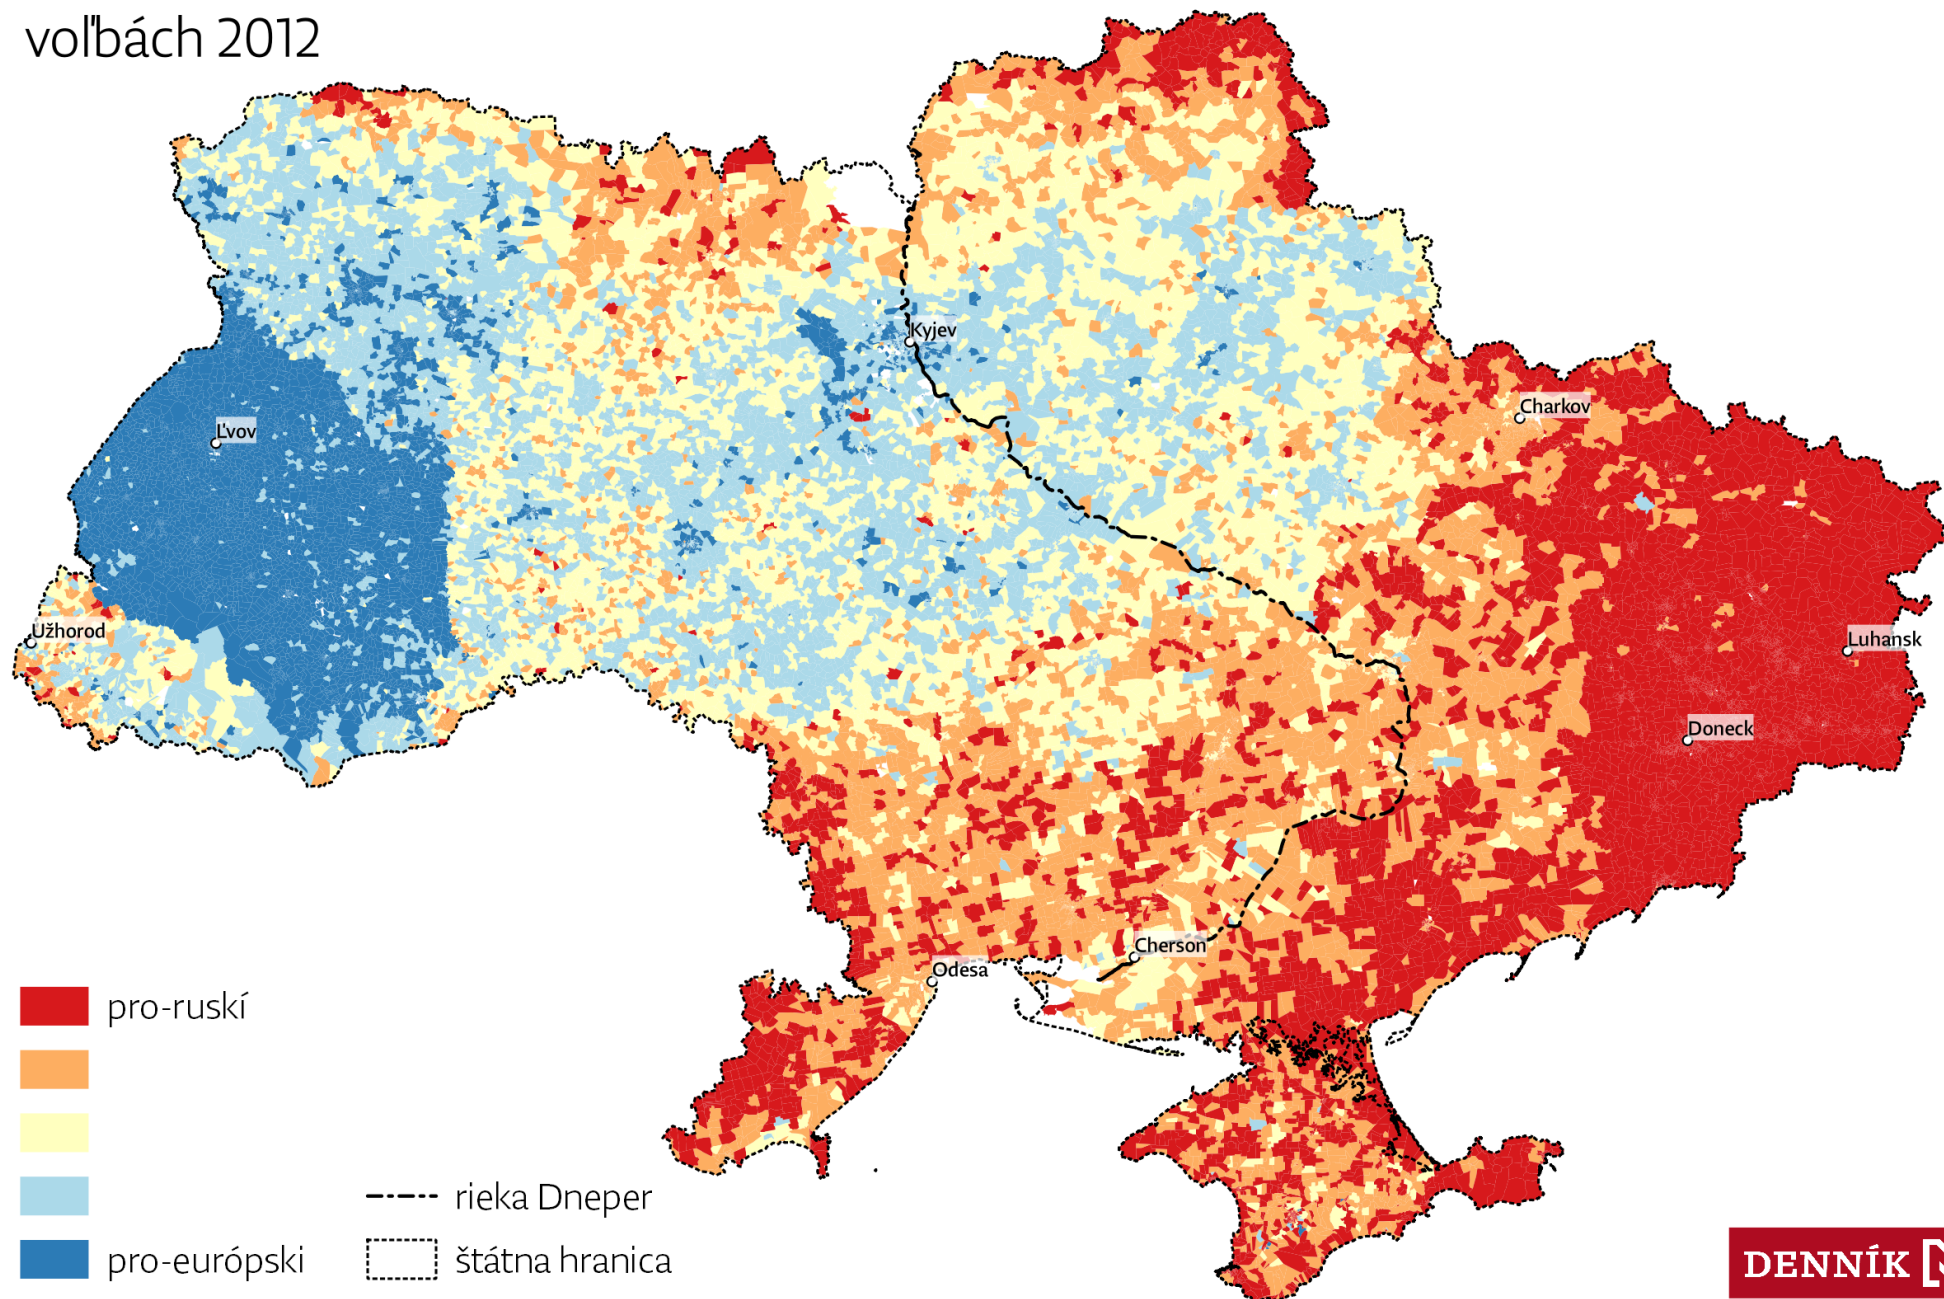 voľbách 2012
Kyjev
Charkov
Ľvov
Užhorod
Luhansk
Doneck
Cherson
Odesa
pro-ruskí
rieka Dneper
pro-európski
štátna hranica
DENNÍK N